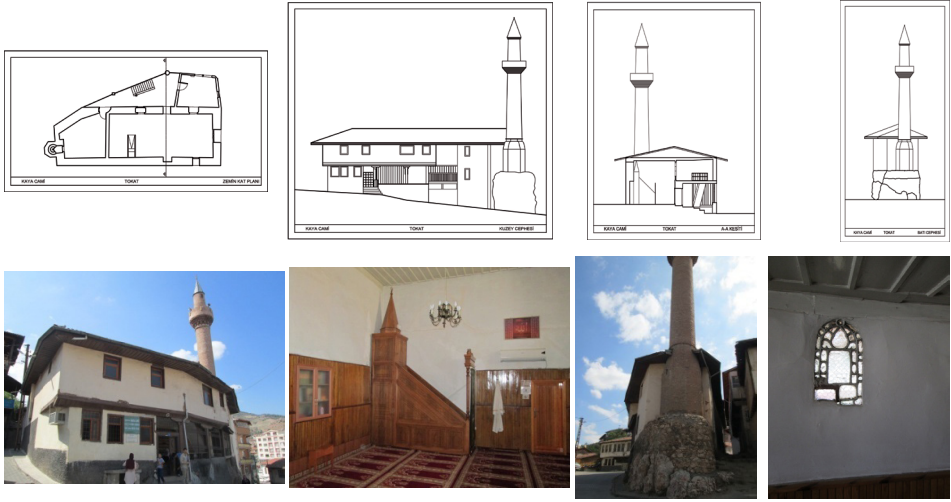 KAYA CAMİ TOKAT ZEMİN KAT PLANI
KAYA CAMİ TOKAT KUZEY CEPHESİ
KAYA CAMİ TOKAT A-A KESİTİ
KAYA CAMİ TOKAT BATI CEPHESİ